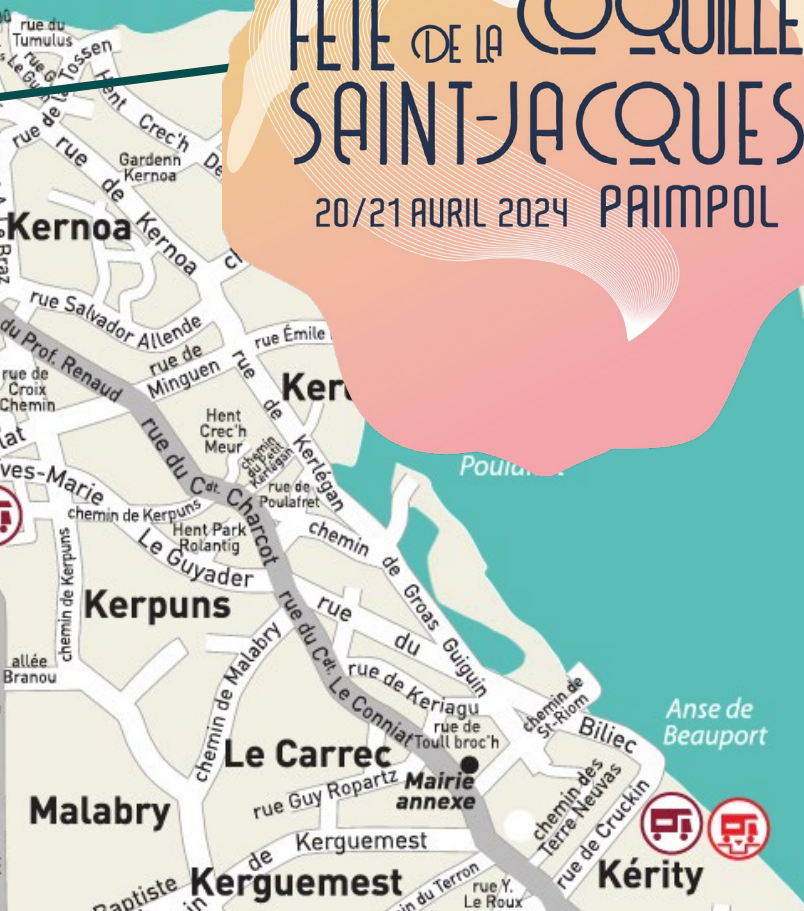 FÊTE DE LA COQUILLE
SAINT-JACQUES
20/21 AVRIL 2024 PAIMPOL
rue du
Tumulus
rue de
Tossen
Hent Crec'h
rue de Kernoa
Gardenn
Kernoa
Kernoa
Braz
rue Salvador Allende
du Prof. Renaud
rue de
Minguen
rue Émile
rue de
Croix
Chemin
rue de Kerlégan
Hent
Crec'h
Meur
chemin
du Petit
Kerlégan
rue du Cdt. Charcot
rue de
Poulafret
ves-Marie
Le Guyader
chemin de Kerpuns
Hent Park
Rolantig
chemin de Groas Guiguin
chemin de Kerpuns
Kerpuns
rue du Biliec
allée
Branou
chemin de Malabry
rue du Cdt. Le Conniat
rue de Keriagu
chemin de
St-Riom
Anse de
Beauport
rue de
Toull broc'h
Le Carrec
Mairie
annexe
rue Guy Ropartz
Malabry
chemin des
Terre Neuvas
rue de Cruckin
de Kerguemest
Kérity
Baptiste
Kerguemest
in du Terron
rue Y.
Le Roux